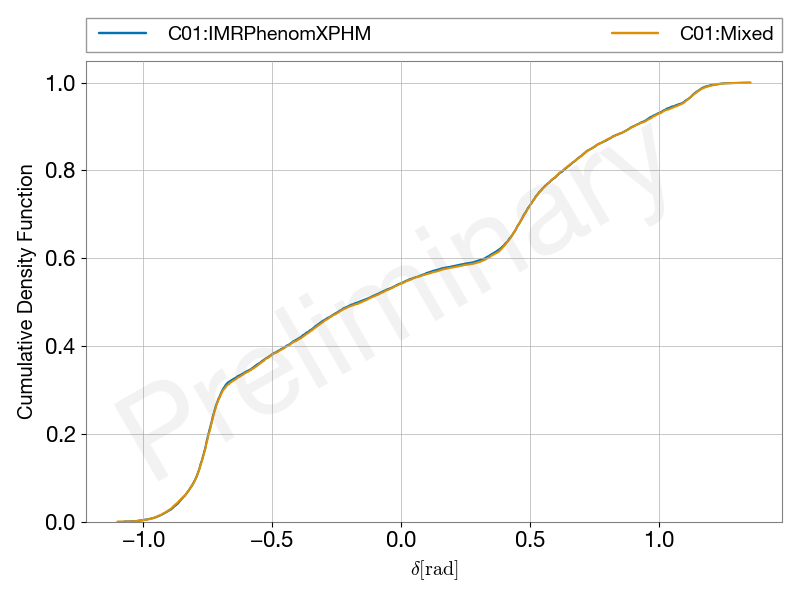 C01:IMRPhenomXPHM C01:Mixed
1.0
0.8
0.6
0.4
0.2
0.0
Cumulative Density Function
Preliminary
−1.0 −0.5 0.0 0.5 1.0
δ[rad]